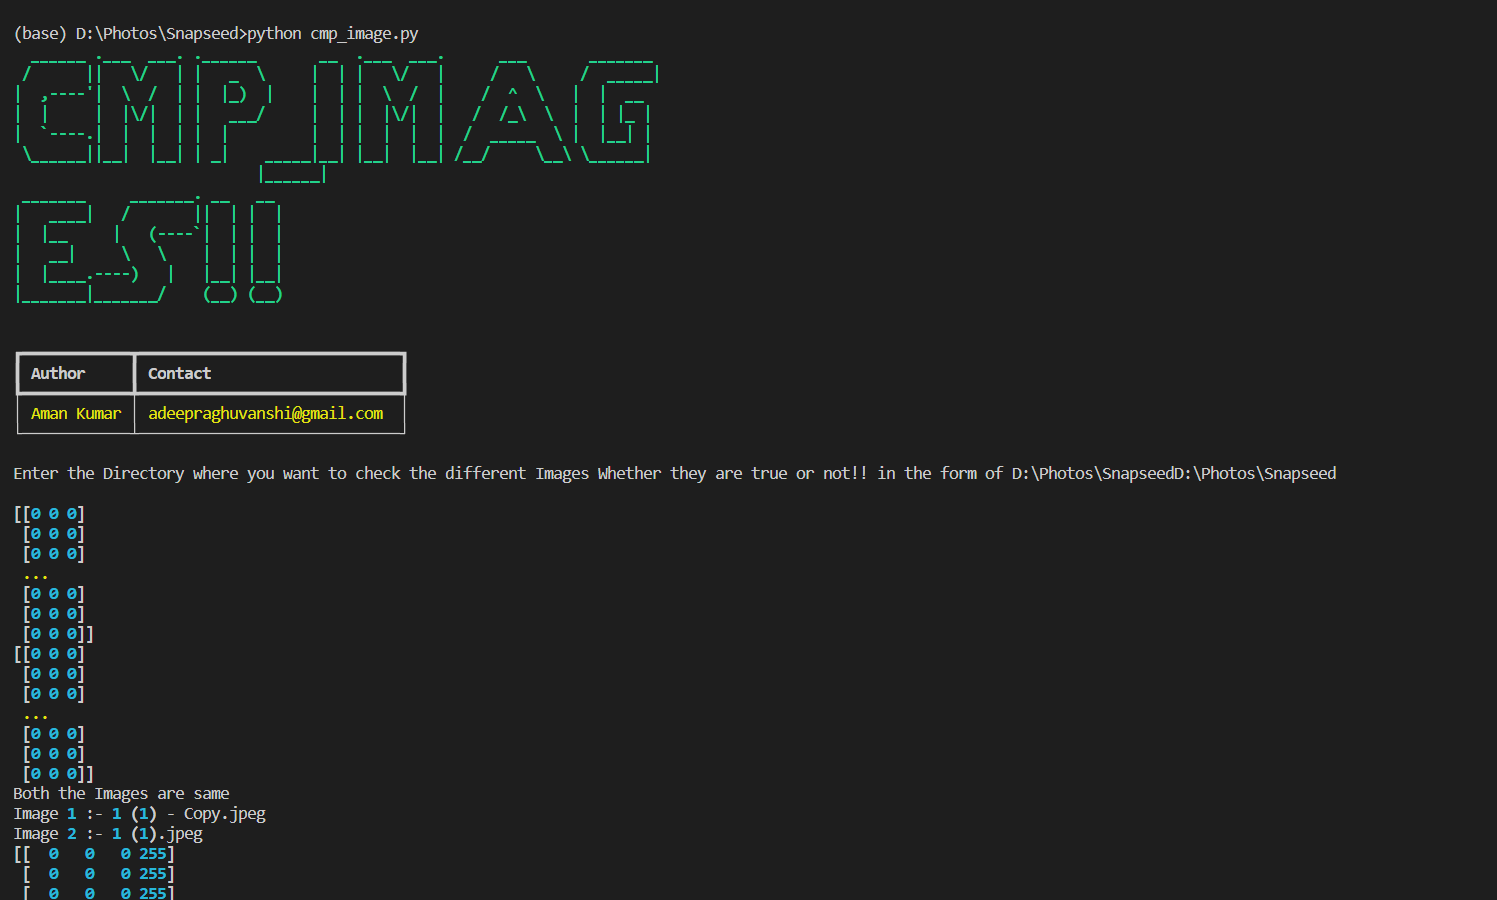 (base) D:\Photos\Snapseed>python cmp_image.py
CMP_IMAG
ES!!
Author Contact
Aman Kumar adeepraghuvanshi@gmail.com
Enter the Directory where you want to check the different Images Whether they are true or not!! in the form of D:\Photos\SnapseedD:\Photos\Snapseed
[[0 0 0]
[0 0 0]
[0 0 0]
...
[0 0 0]
[0 0 0]
[0 0 0]]
[[0 0 0]
[0 0 0]
[0 0 0]
...
[0 0 0]
[0 0 0]
[0 0 0]]
Both the Images are same
Image 1 :- 1 (1) - Copy.jpeg
Image 2 :- 1 (1).jpeg
[[ 0 0 0 255]
[ 0 0 0 255]
[ 0 0 0 255]